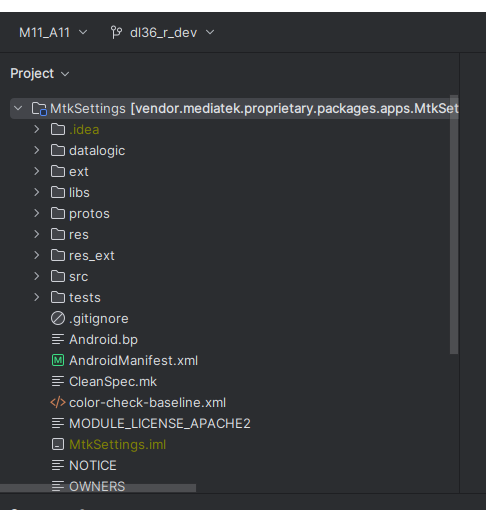 M11_A11 dl36_r_dev
Project
MtkSettings [vendor.mediatek.proprietary.packages.apps.MtkSet
.idea
datalogic
ext
libs
protos
res
res_ext
src
tests
.gitignore
Android.bp
AndroidManifest.xml
CleanSpec.mk
color-check-baseline.xml
MODULE_LICENSE_APACHE2
MtkSettings.iml
NOTICE
OWNERS